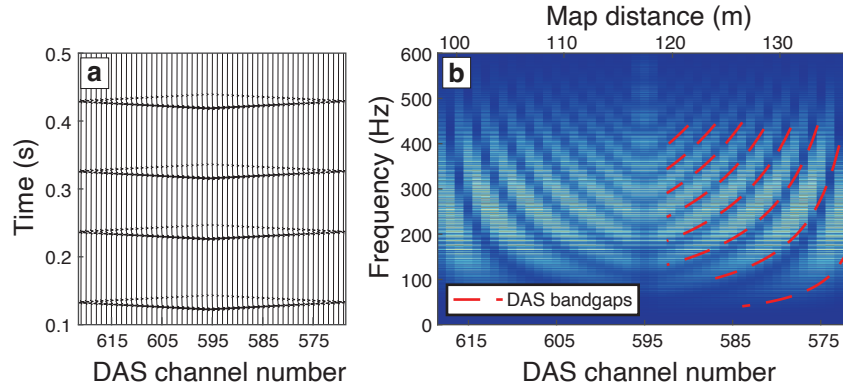 a
0.5
0.4
0.3
0.2
0.1
Time (s)
615 605 595 585 575
DAS channel number
Map distance (m)
100 110 120 130
b
600
500
400
300
200
100
0
Frequency (Hz)
DAS bandgaps
615 605 595 585 575
DAS channel number